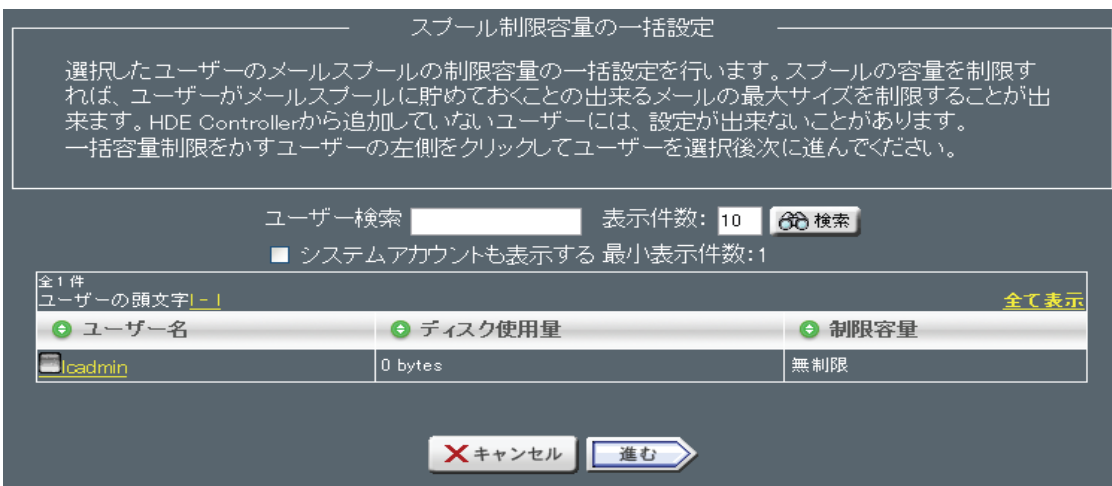 スプール制限容量の一括設定
選択したユーザーのメールスプールの制限容量の一括設定を行います。スプールの容量を制限す
れば、ユーザーがメールスプールに貯めておくことの出来るメールの最大サイズを制限することが出
来ます。HDE Controllerから追加していないユーザーには、設定が出来ないことがあります。
一括容量制限をかすユーザーの左側をクリックしてユーザーを選択後次に進んでください。
ユーザー検索 表示件数: 10 検索
システムアカウントも表示する 最小表示件数:1
全1件
ユーザーの頭文字l - l 全て表示
ユーザー名 ディスク使用量 制限容量
lcadmin 0 bytes 無制限
キャンセル 進む